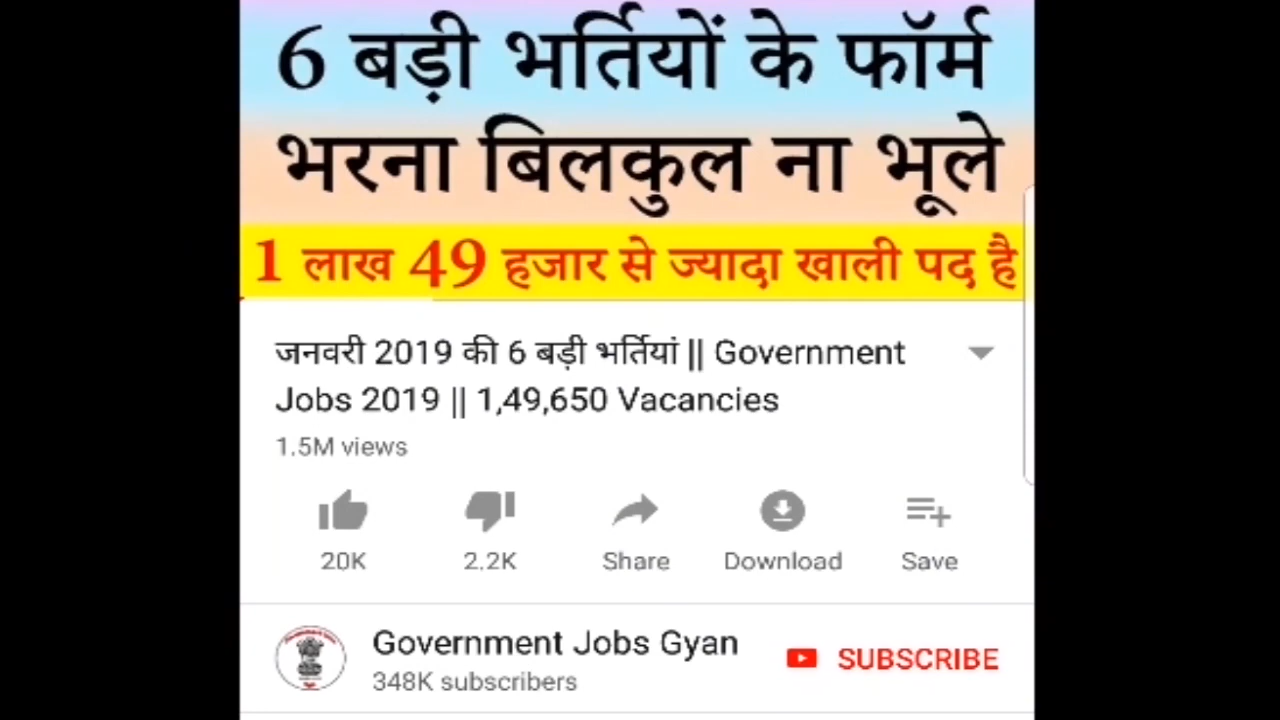 6 बड़ी भर्तियों के फॉर्म
भरना बिलकुल ना भूले
1 लाख 49 हजार से ज्यादा खाली पद है
जनवरी 2019 की 6 बड़ी भर्तियां || Government
Jobs 2019 || 1,49,650 Vacancies
1.5M views
20K 2.2K Share Download Save
Government Jobs Gyan
348K subscribers
SUBSCRIBE